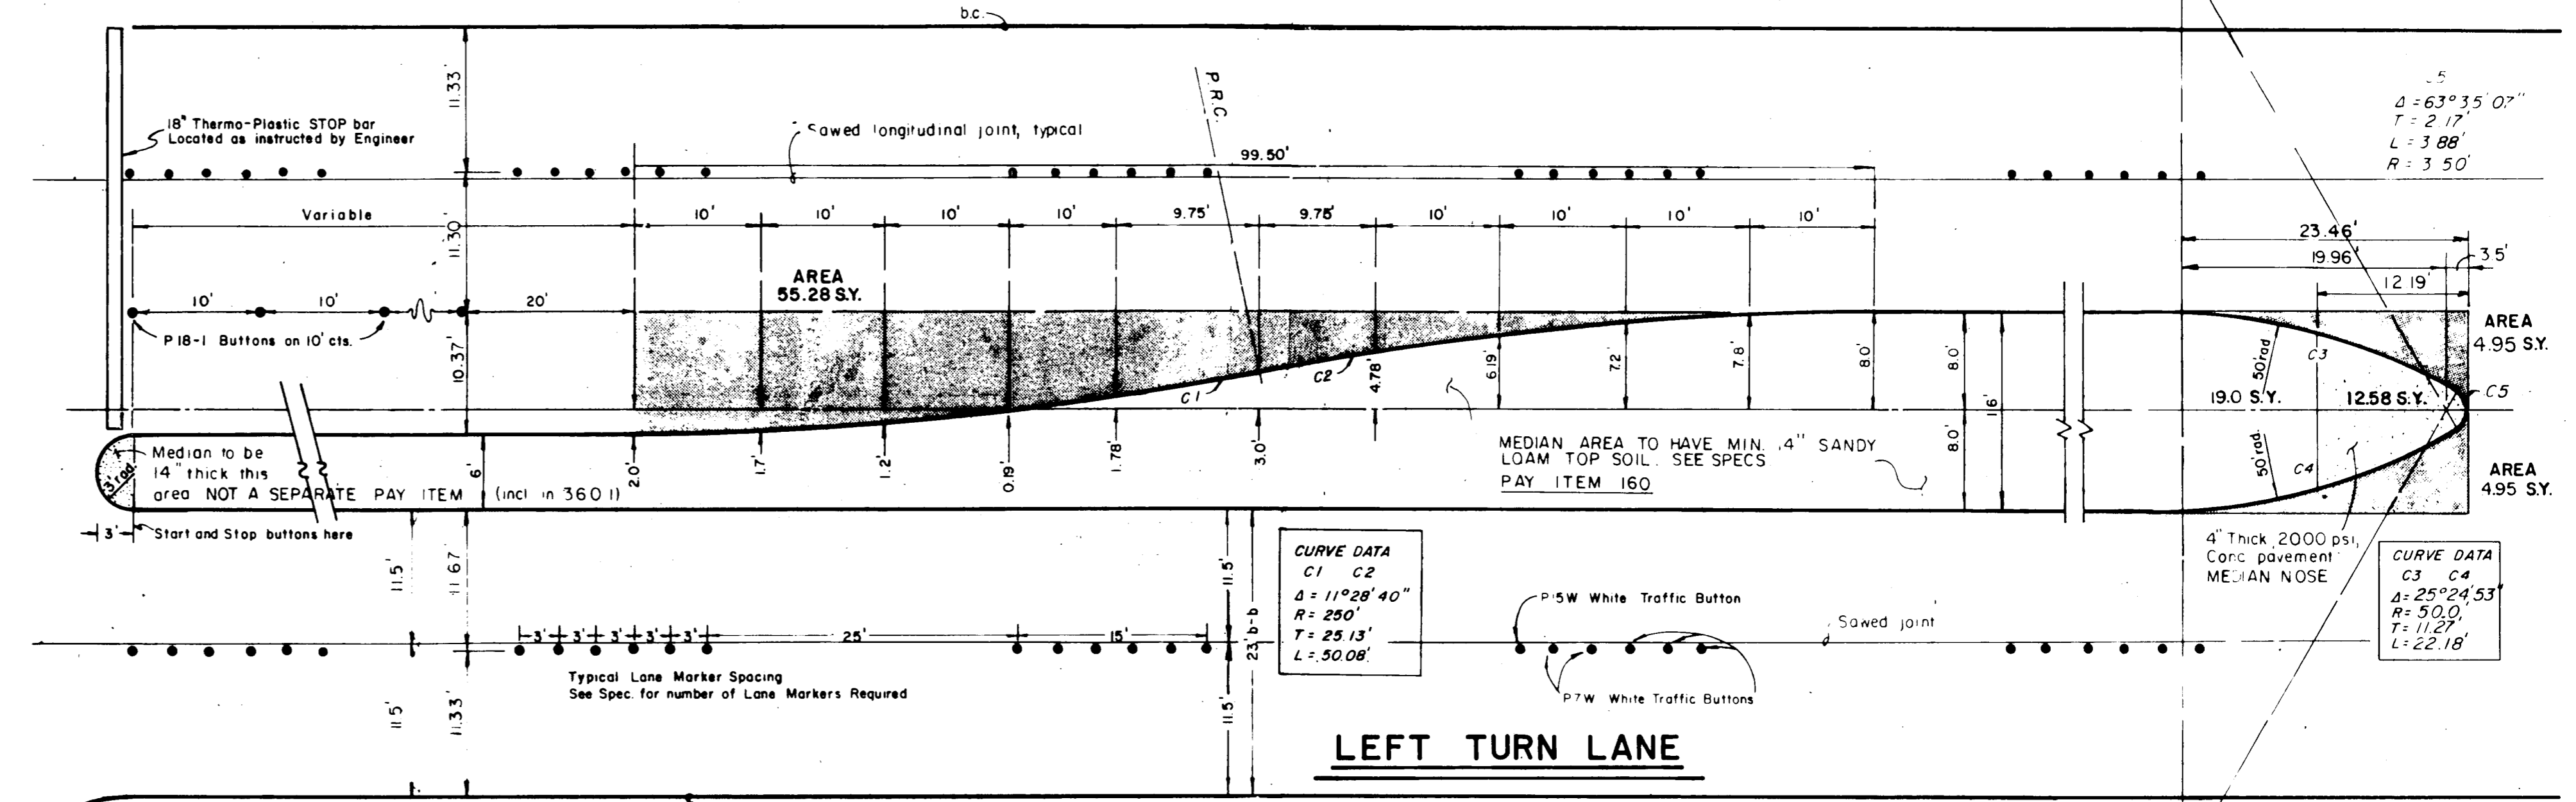 b.c.
11.33'
18" Thermo-Plastic STOP bar
Located as instructed by Engineer
Sawed longitudinal joint, typical
P.R.C.
99.50'
Δ = 63°35'07"
T = 2.17'
L = 3.88'
R = 3.50'
Variable
11.30'
10'
10'
10'
10'
9.75'
9.75'
10'
10'
10'
10'
23.46'
19.96'
3.5'
12.19'
AREA
55.28 S.Y.
10'
10'
20'
P18-1 Buttons on 10' cts.
10.37'
C1
C2
4.78'
6.19'
7.2'
7.8'
8.0'
8.0'
16'
8.0'
50' rad.
C3
AREA
4.95 S.Y.
19.0 S.Y.
12.58 S.Y.
C5
Median to be
14" thick this
area NOT A SEPARATE PAY ITEM (incl in 360 1)
3' rad.
6'
2.0'
1.7'
1.2'
0.19'
1.78'
3.0'
MEDIAN AREA TO HAVE MIN. 4" SANDY
LOAM TOP SOIL. SEE SPECS
PAY ITEM 160
50' rad.
C4
AREA
4.95 S.Y.
3'
Start and Stop buttons here
11.5'
11.67
11.5'
23' b-b
CURVE DATA
C1 C2
Δ = 11°28'40"
R = 250'
T = 25.13'
L = 50.08'
4" Thick, 2000 psi,
Conc pavement
MEDIAN NOSE
CURVE DATA
C3 C4
Δ= 25°24'53"
R= 50.0'
T= 11.27'
L= 22.18'
P15W White Traffic Button
Sawed joint
3'
3'
3'
3'
3'
25'
15'
Typical Lane Marker Spacing
See Spec. for number of Lane Markers Required
P7W White Traffic Buttons
11.5'
11.33'
11.5'
LEFT TURN LANE